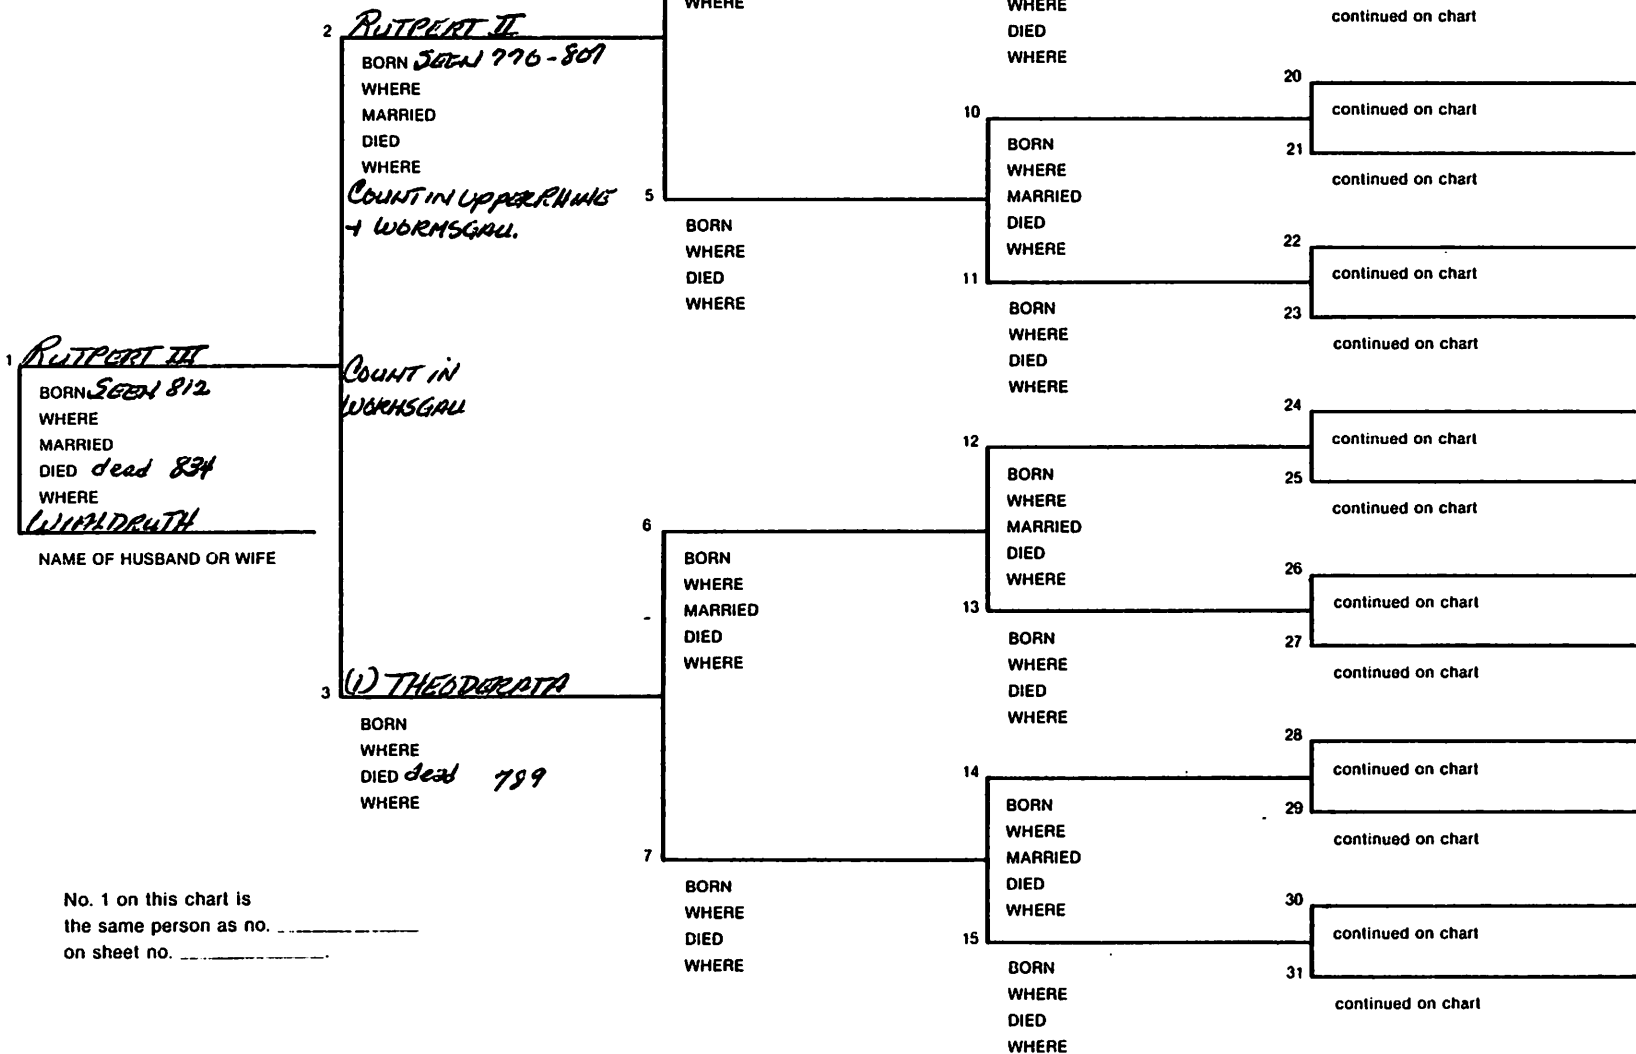 WHERE
WHERE
DIED
WHERE
continued on chart
2 RUTPERT II
BORN SEEN 770-807
WHERE
MARRIED
DIED
WHERE
COUNT IN UPPER RHINE
+ WORMSGAU.
5
BORN
WHERE
DIED
WHERE
10
BORN
WHERE
MARRIED
DIED
WHERE
11
BORN
WHERE
DIED
WHERE
20
continued on chart
21
continued on chart
22
continued on chart
23
continued on chart
1 RUTPERT III
BORN SEEN 812
WHERE
MARRIED
DIED dead 834
WHERE
WIALDRUTH
NAME OF HUSBAND OR WIFE
COUNT IN
WORMSGAU
3 (1) THEODERATA
BORN
WHERE
DIED dead 789
WHERE
6
BORN
WHERE
MARRIED
DIED
WHERE
7
BORN
WHERE
DIED
WHERE
12
BORN
WHERE
MARRIED
DIED
WHERE
13
BORN
WHERE
DIED
WHERE
14
BORN
WHERE
MARRIED
DIED
WHERE
15
BORN
WHERE
DIED
WHERE
24
continued on chart
25
continued on chart
26
continued on chart
27
continued on chart
28
continued on chart
29
continued on chart
30
continued on chart
31
continued on chart
No. 1 on this chart is
the same person as no. ____________
on sheet no. ____________.